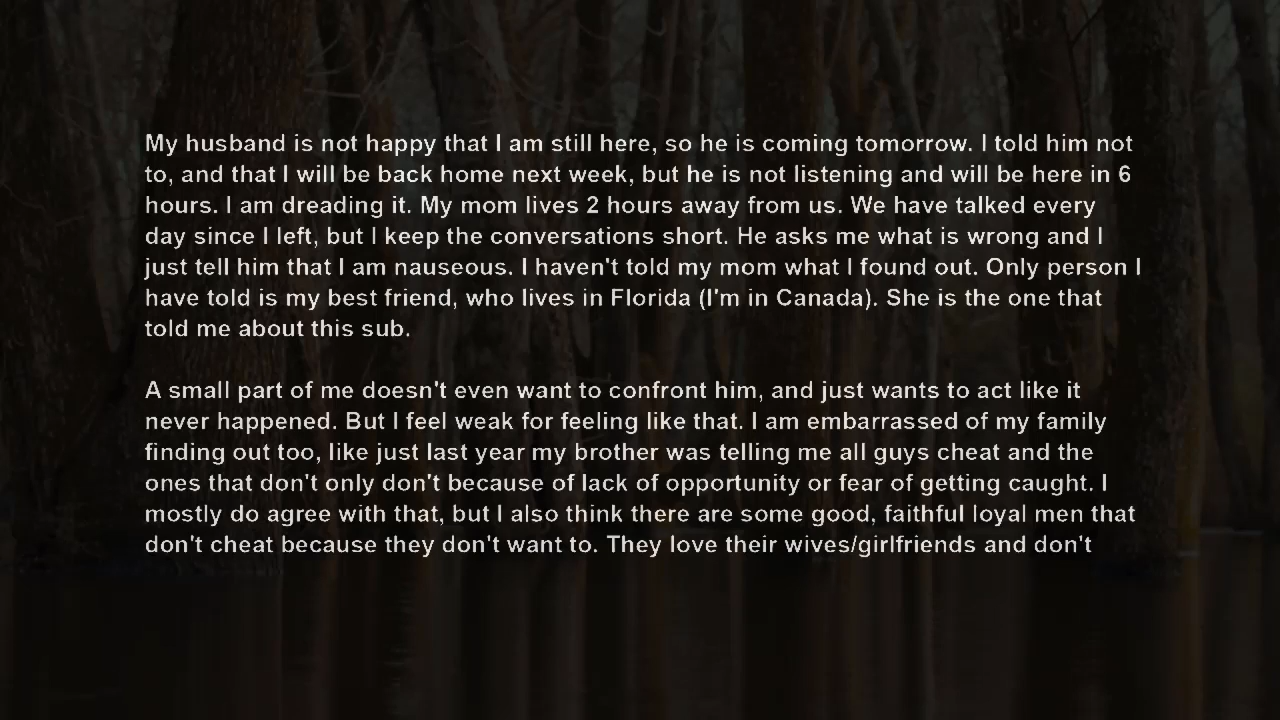 My husband is not happy that I am still here, so he is coming tomorrow. I told him not
to, and that I will be back home next week, but he is not listening and will be here in 6
hours. I am dreading it. My mom lives 2 hours away from us. We have talked every
day since I left, but I keep the conversations short. He asks me what is wrong and I
just tell him that I am nauseous. I haven't told my mom what I found out. Only person I
have told is my best friend, who lives in Florida (I'm in Canada). She is the one that
told me about this sub.
A small part of me doesn't even want to confront him, and just wants to act like it
never happened. But I feel weak for feeling like that. I am embarrassed of my family
finding out too, like just last year my brother was telling me all guys cheat and the
ones that don't only don't because of lack of opportunity or fear of getting caught. I
mostly do agree with that, but I also think there are some good, faithful loyal men that
don't cheat because they don't want to. They love their wives/girlfriends and don't